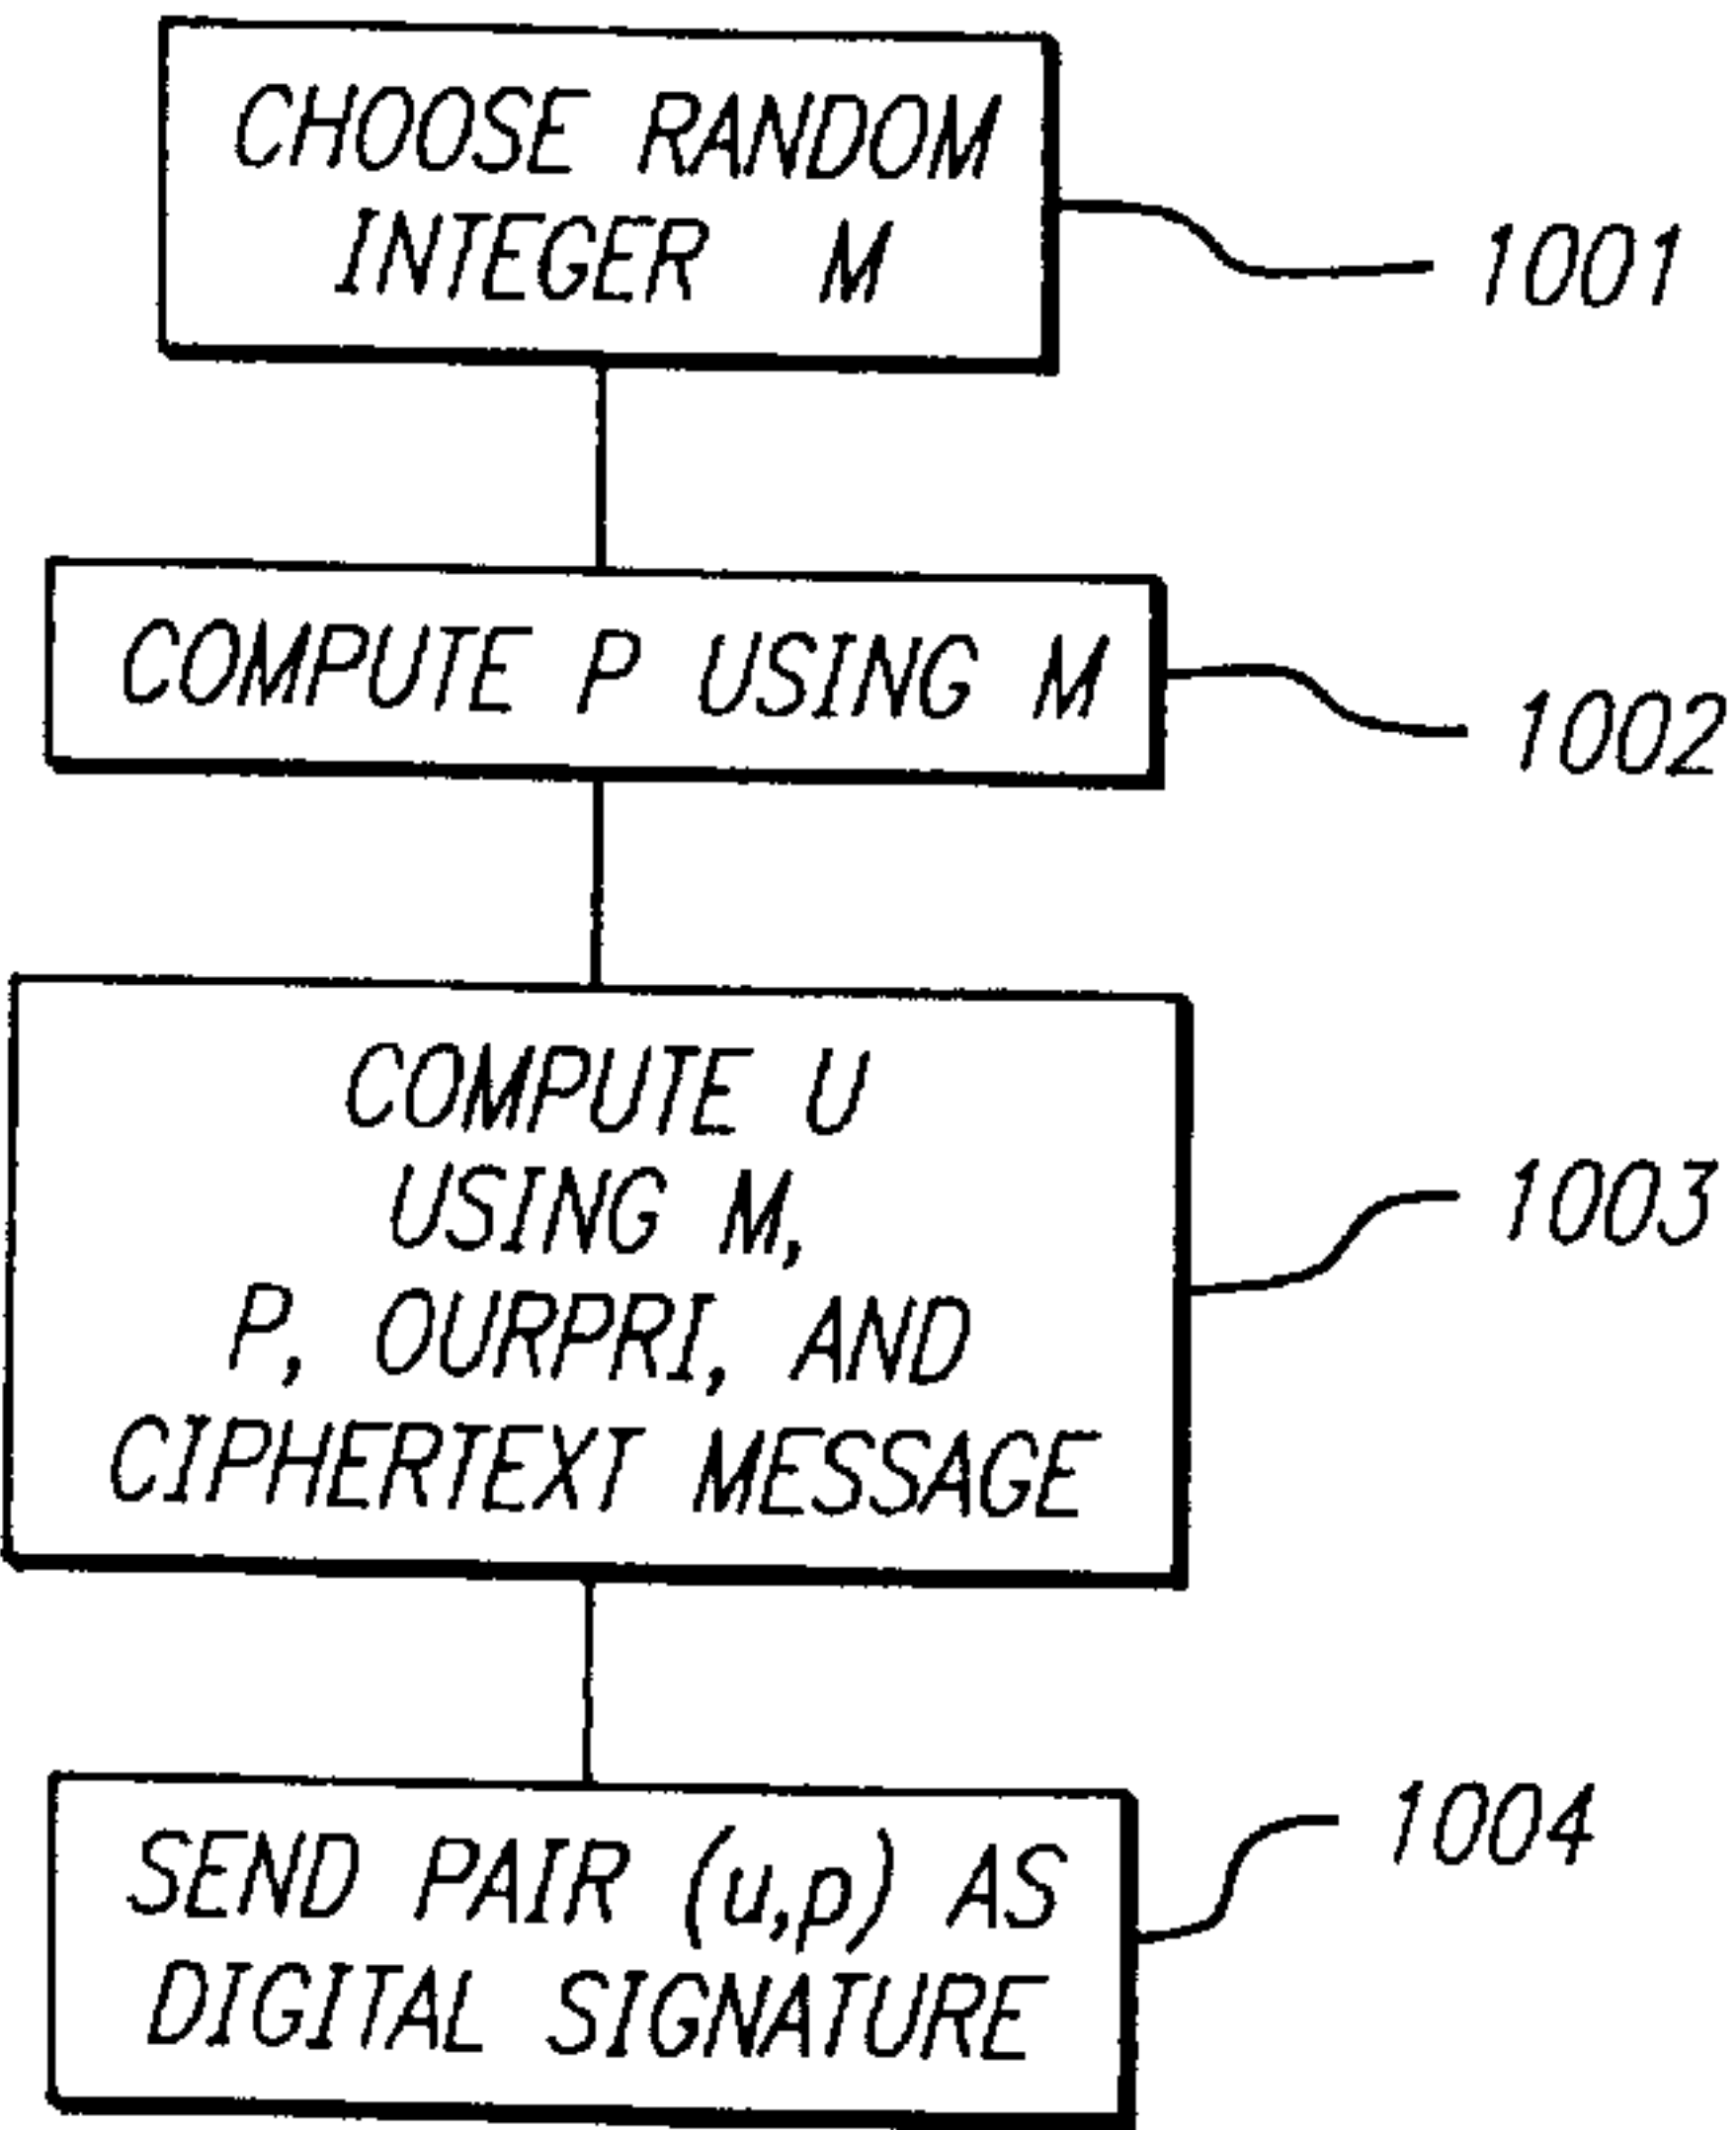 CHOOSE RANDOM
INTEGER M
1001
COMPUTE P USING M
1002
COMPUTE U
USING M,
P, OURPRI, AND
CIPHERTEXT MESSAGE
1003
SEND PAIR (u,p) AS
DIGITAL SIGNATURE
1004